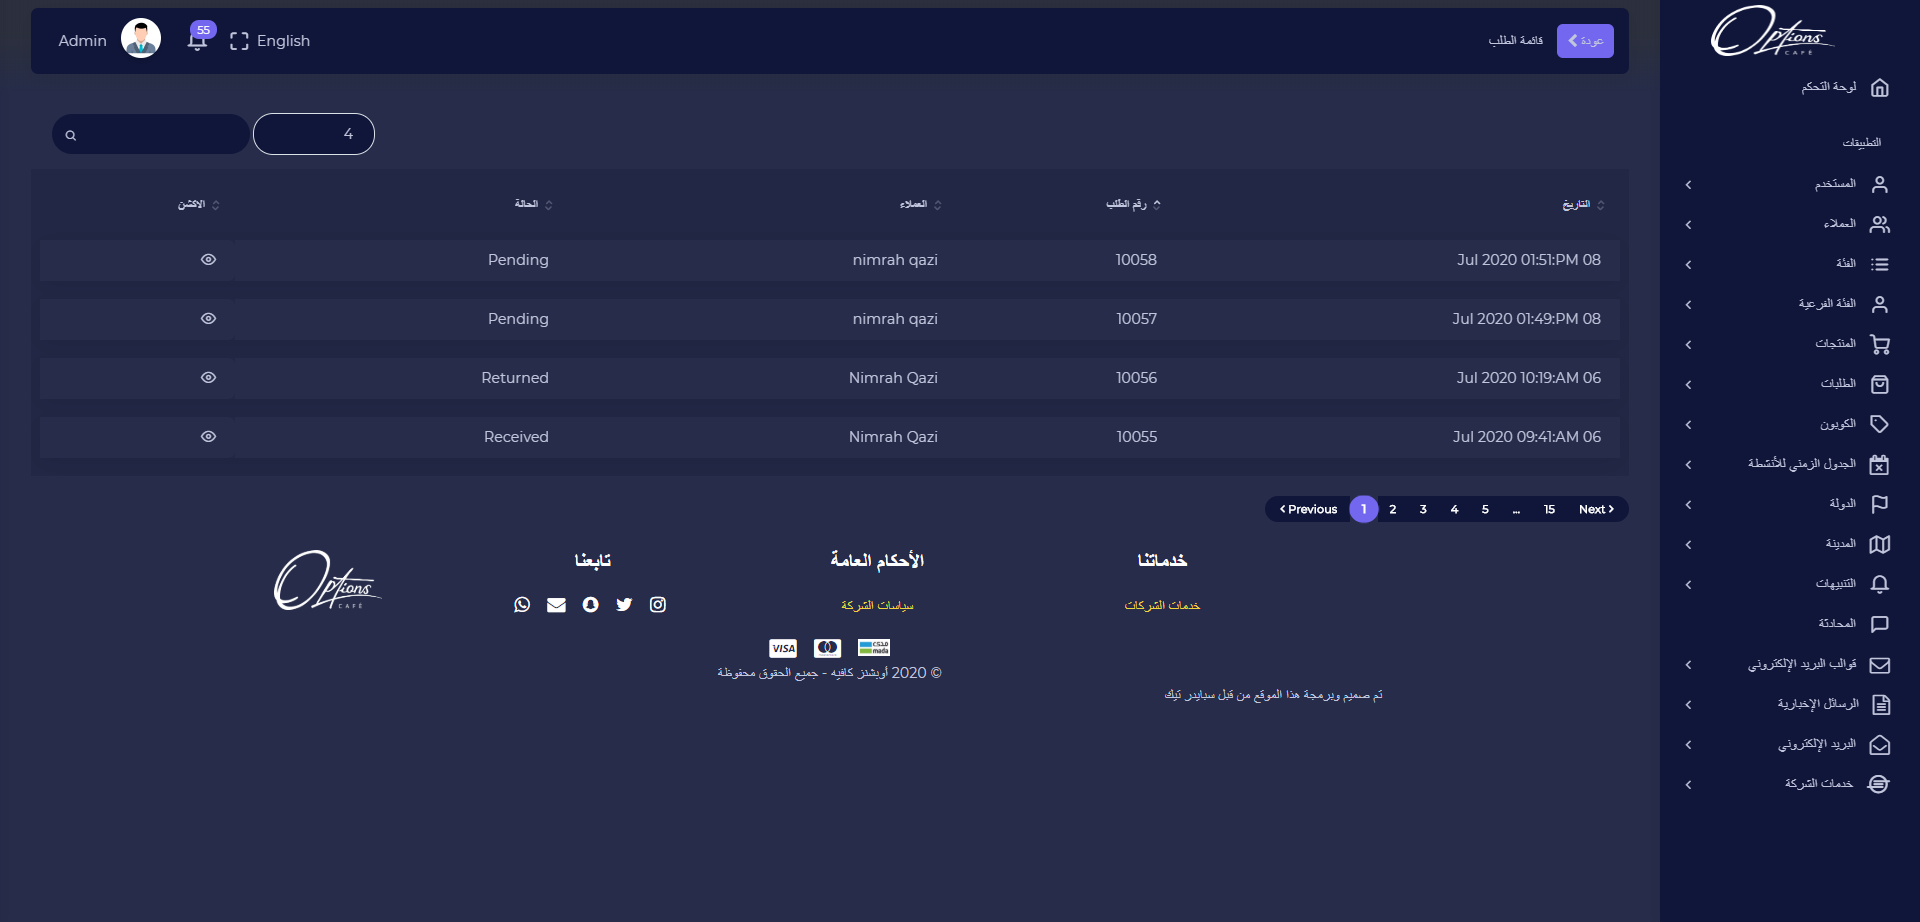 Options
CAFÉ
لوحة التحكم
التطبيقات
المستخدم
العملاء
الفئة
الفئة الفرعية
المنتجات
الطلبات
الكوبون
الجدول الزمني للأنشطة
الدولة
المدينة
التنبيهات
المحادثة
قوالب البريد الإلكتروني
الرسائل الإخبارية
البريد الإلكتروني
خدمات الشركة
عودة
قائمة الطلب
English
55
Admin
4
التاريخ
رقم الطلب
العملاء
الحالة
الاكشن
Jul 2020 01:51:PM 08
10058
nimrah qazi
Pending
Jul 2020 01:49:PM 08
10057
nimrah qazi
Pending
Jul 2020 10:19:AM 06
10056
Nimrah Qazi
Returned
Jul 2020 09:41:AM 06
10055
Nimrah Qazi
Received
Previous 1 2 3 4 5 ... 15 Next
خدماتنا
خدمات الشركات
الأحكام العامة
سياسات الشركة
تابعنا
Options
CAFÉ
VISA
مدى
mada
© 2020 أوبشنز كافيه - جميع الحقوق محفوظة
تم صميم وبرمجة هذا الموقع من قبل سبايدر تيك